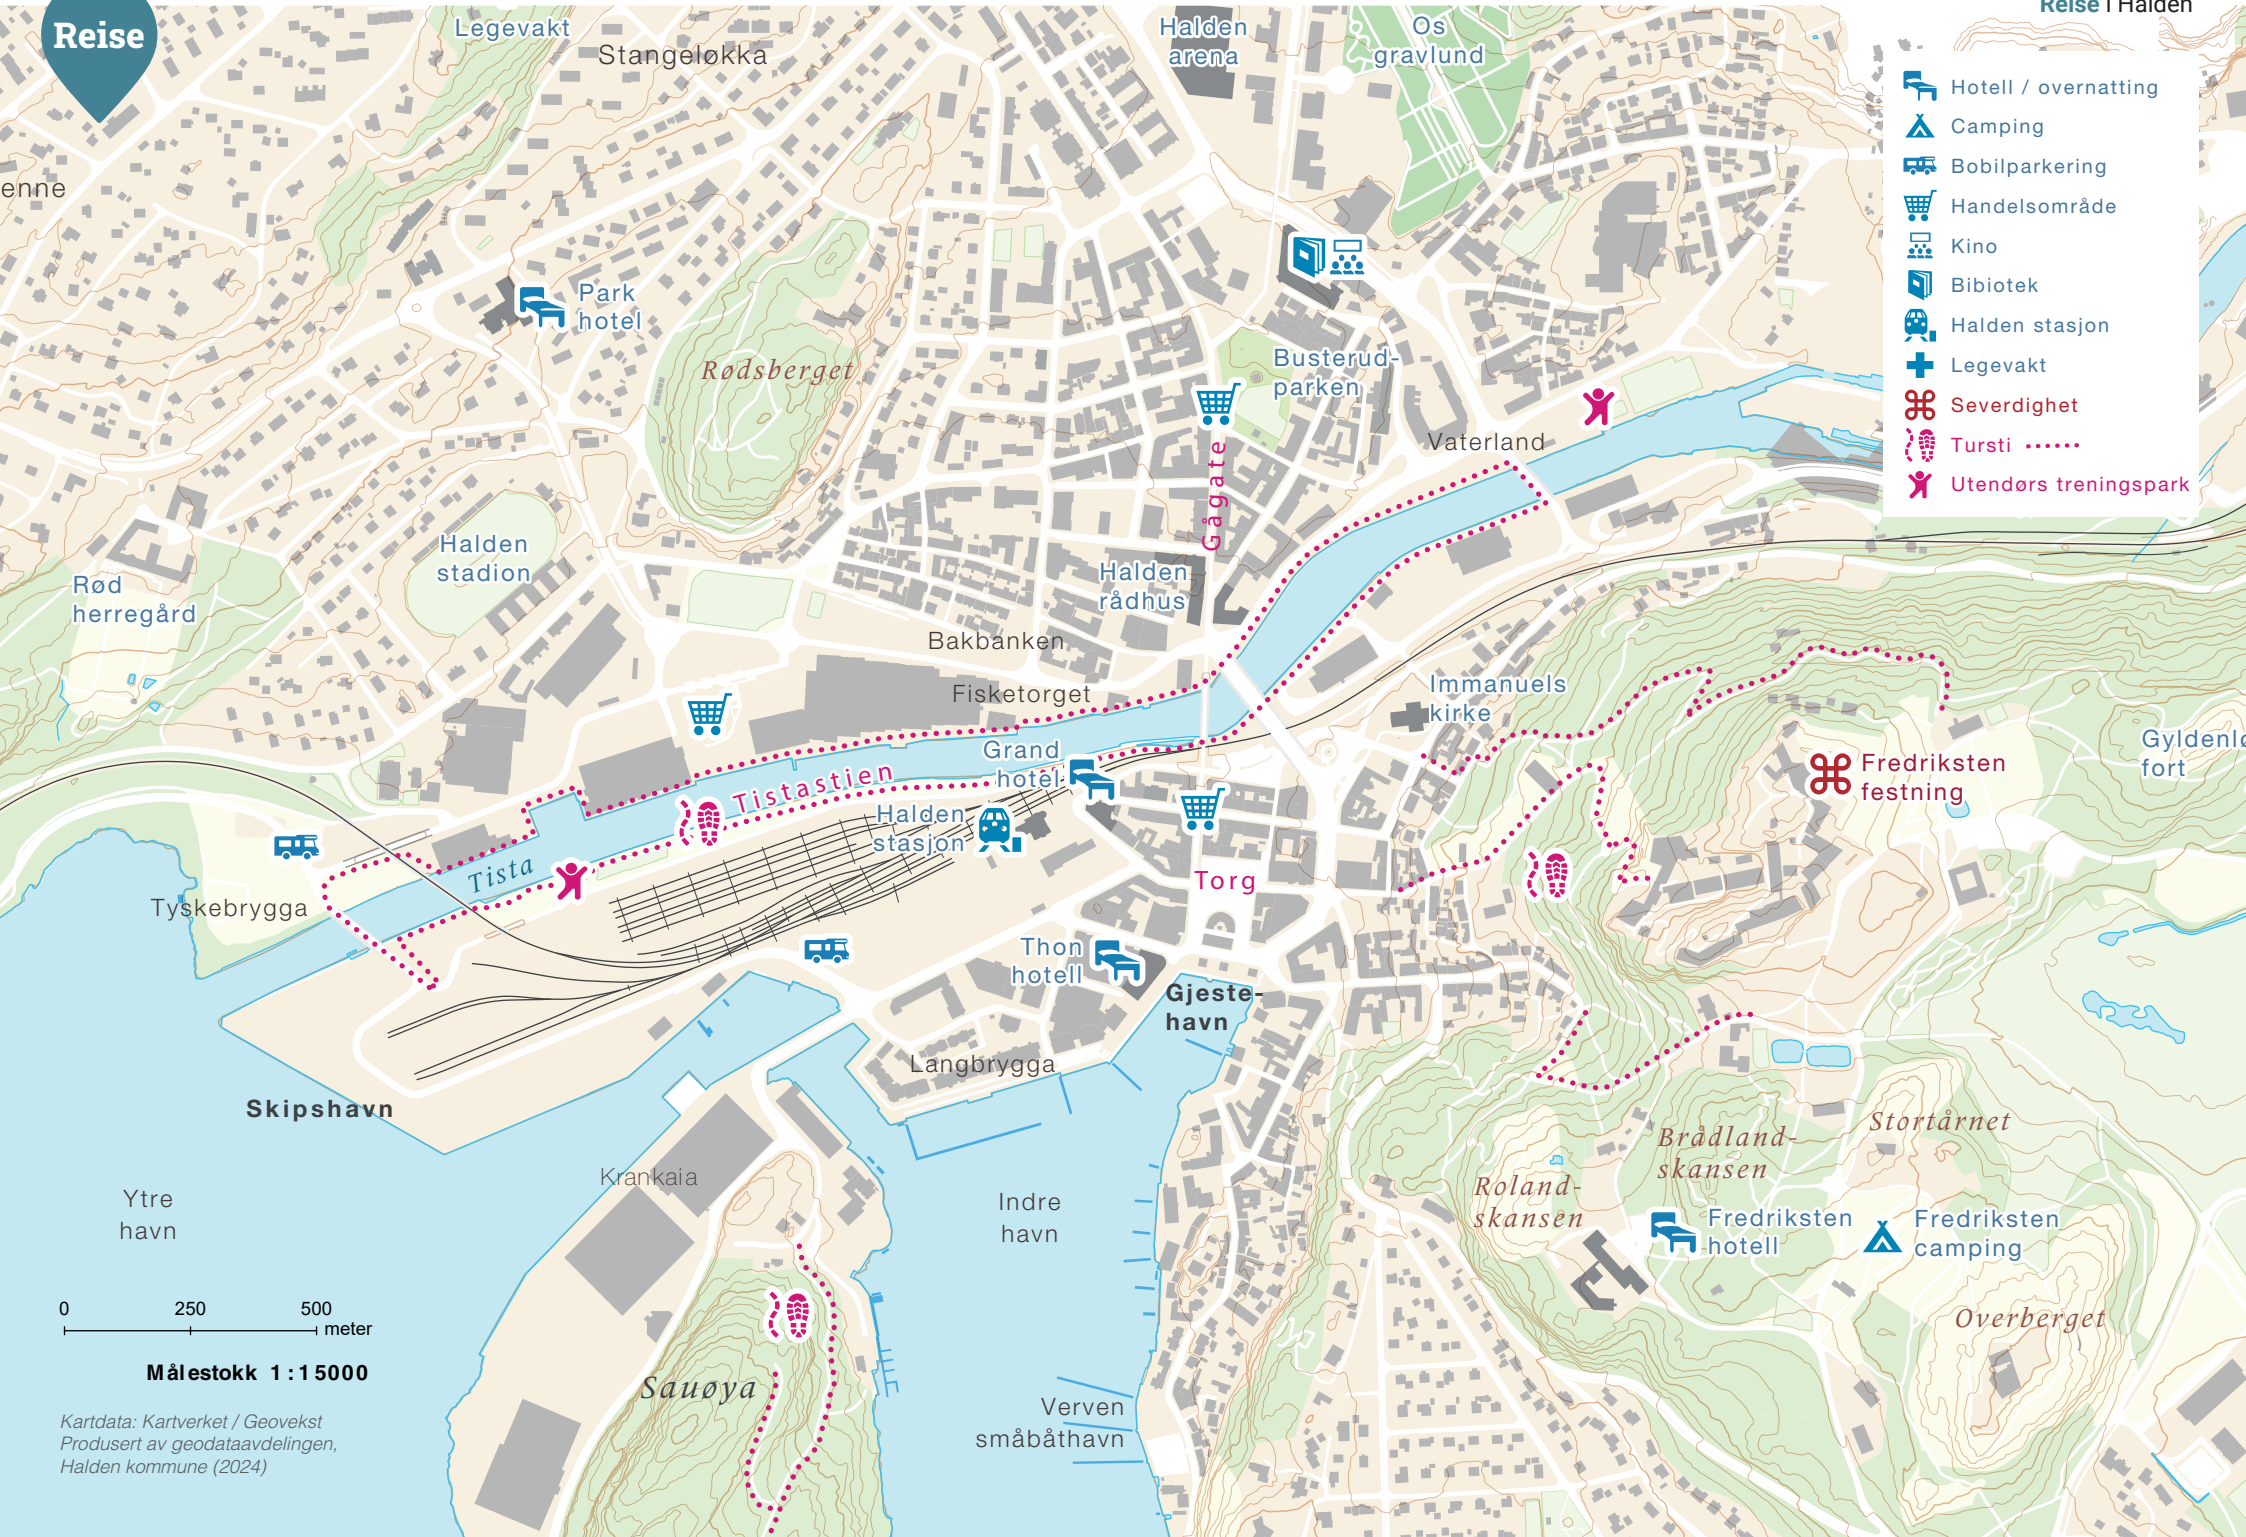 Reise
Reise i Halden
Legevakt
Stangeløkka
Halden
arena
Os
gravlund
Hotell / overnatting
Camping
Bobilparkering
Handelsområde
Kino
Bibiotek
Halden stasjon
Legevakt
Severdighet
Tursti
Utendørs treningspark
enne
Park
hotel
Rødsberget
Busterud-
parken
Vaterland
Gågate
Halden
stadion
Rød
herregård
Halden
rådhus
Bakbanken
Fisketorget
Immanuels
kirke
Grand
hotel
Tistastien
Halden
stasjon
Fredriksten
festning
Gyldenlø
fort
Tista
Tyskebrygga
Torg
Thon
hotell
Gjeste-
havn
Langbrygga
Skipshavn
Krankaia
Ytre
havn
Indre
havn
Brådland-
skansen
Stortårnet
Roland-
skansen
Fredriksten
hotell
Fredriksten
camping
Overberget
Sauøya
Verven
småbåthavn
0 250 500
meter
Målestokk 1:15000
Kartdata: Kartverket / Geovekst
Produsert av geodataavdelingen,
Halden kommune (2024)